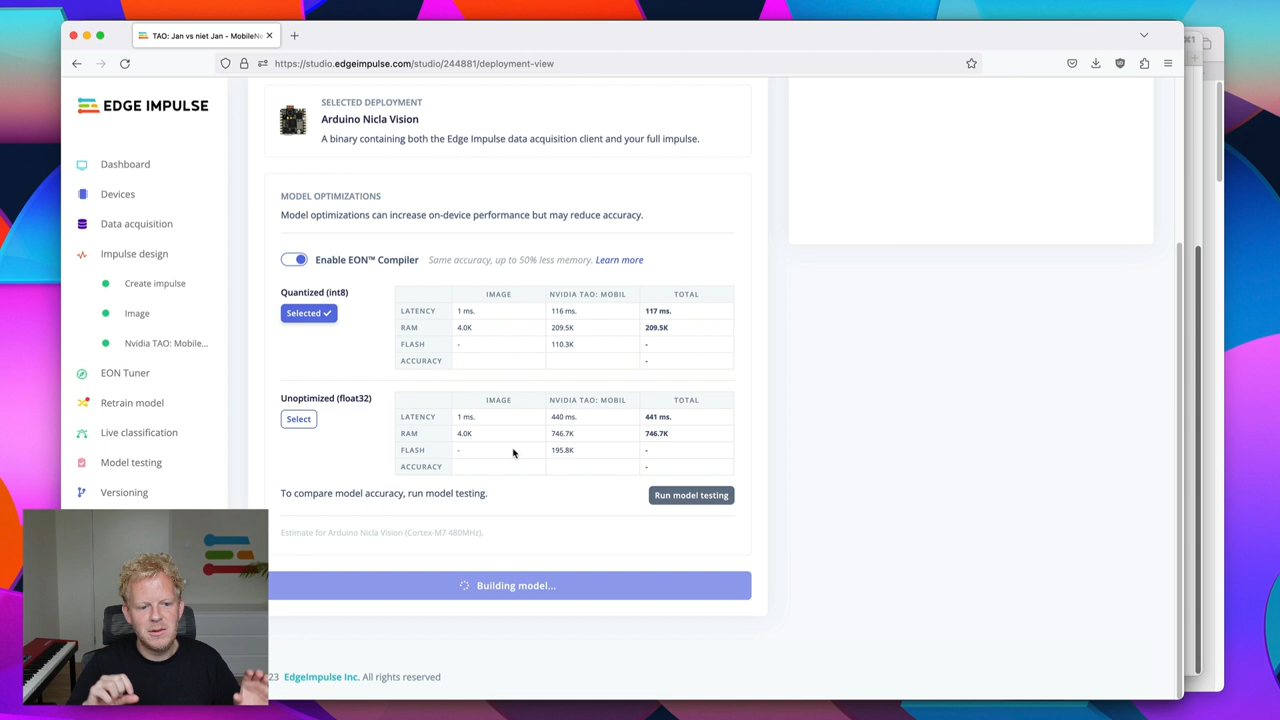 TAO: Jan vs niet Jan - MobileNe
https://studio.edgeimpulse.com/studio/244881/deployment-view
EDGE IMPULSE
Dashboard
Devices
Data acquisition
Impulse design
Create impulse
Image
Nvidia TAO: Mobile...
EON Tuner
Retrain model
Live classification
Model testing
Versioning
SELECTED DEPLOYMENT
Arduino Nicla Vision
A binary containing both the Edge Impulse data acquisition client and your full impulse.
MODEL OPTIMIZATIONS
Model optimizations can increase on-device performance but may reduce accuracy.
Enable EON™ Compiler Same accuracy, up to 50% less memory. Learn more
Quantized (int8)
Selected ✓
IMAGE NVIDIA TAO: MOBIL TOTAL
LATENCY 1 ms. 116 ms. 117 ms.
RAM 4.0K 209.5K 209.5K
FLASH - 110.3K -
ACCURACY -
Unoptimized (float32)
Select
IMAGE NVIDIA TAO: MOBIL TOTAL
LATENCY 1 ms. 440 ms. 441 ms.
RAM 4.0K 746.7K 746.7K
FLASH - 195.8K -
ACCURACY -
To compare model accuracy, run model testing.
Run model testing
Estimate for Arduino Nicla Vision (Cortex-M7 480MHz).
Building model...
23 EdgeImpulse Inc. All rights reserved